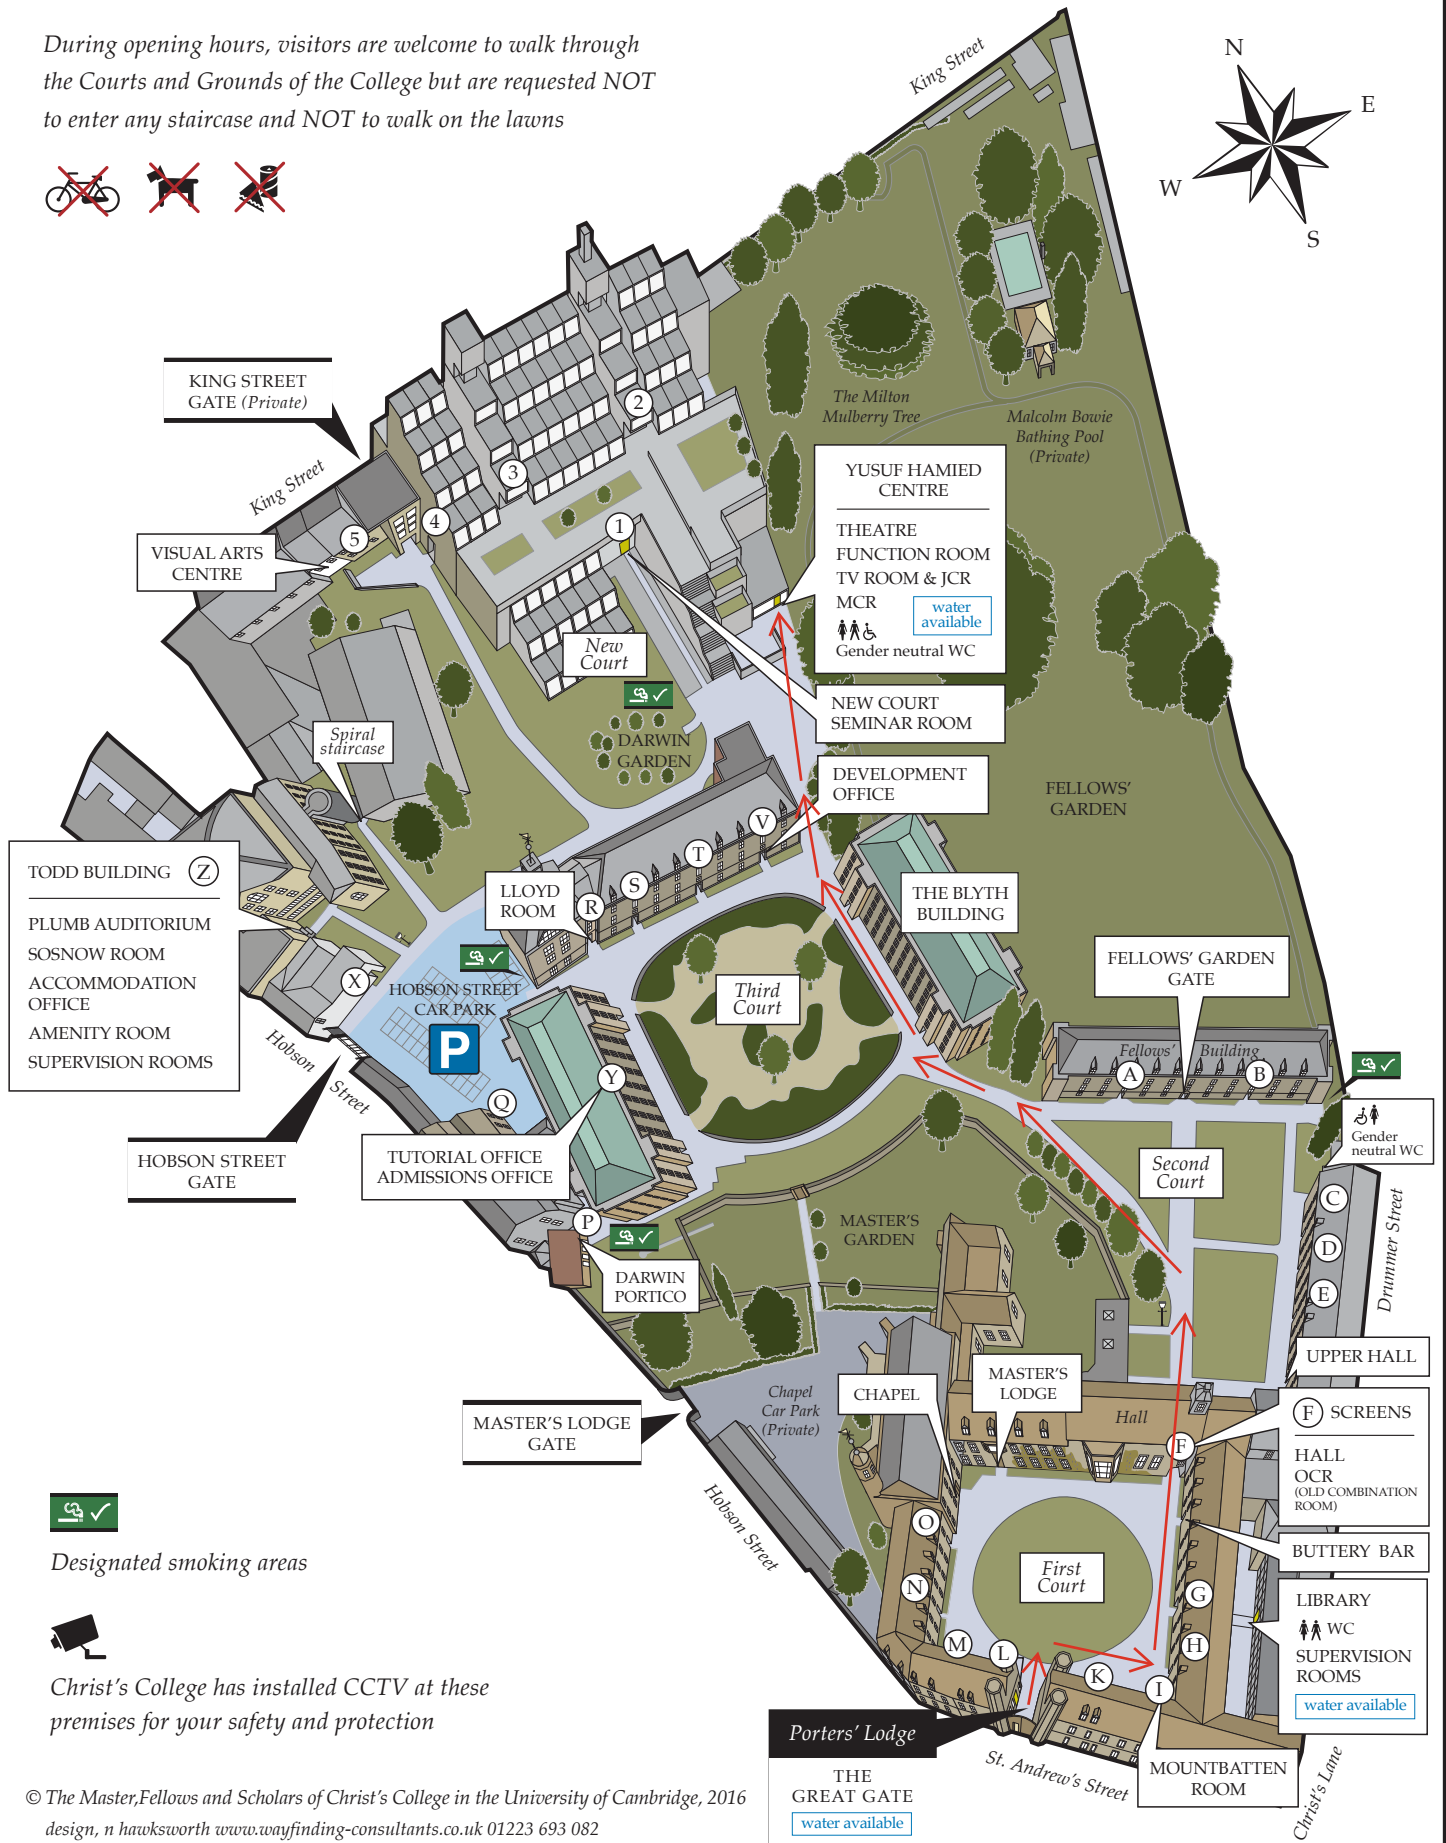 During opening hours, visitors are welcome to walk through
the Courts and Grounds of the College but are requested NOT
to enter any staircase and NOT to walk on the lawns
King Street
N
E
W
S
KING STREET
GATE (Private)
King Street
2
3
4
5
1
VISUAL ARTS
CENTRE
The Milton
Mulberry Tree
Malcolm Bowie
Bathing Pool
(Private)
YUSUF HAMIED
CENTRE
THEATRE
FUNCTION ROOM
TV ROOM & JCR
MCR
water
available
Gender neutral WC
New
Court
NEW COURT
SEMINAR ROOM
Spiral
staircase
DARWIN
GARDEN
DEVELOPMENT
OFFICE
FELLOWS'
GARDEN
TODD BUILDING Z
PLUMB AUDITORIUM
SOSNOW ROOM
ACCOMMODATION
OFFICE
AMENITY ROOM
SUPERVISION ROOMS
V
T
S
R
LLOYD
ROOM
THE BLYTH
BUILDING
X
HOBSON STREET
CAR PARK
P
Third
Court
FELLOWS' GARDEN
GATE
Hobson Street
Q
Y
Fellows' Building
A
B
HOBSON STREET
GATE
TUTORIAL OFFICE
ADMISSIONS OFFICE
Gender
neutral WC
Second
Court
P
DARWIN
PORTICO
MASTER'S
GARDEN
C
D
E
Drummer Street
UPPER HALL
MASTER'S LODGE
GATE
Chapel
Car Park
(Private)
CHAPEL
MASTER'S
LODGE
Hall
F
F SCREENS
HALL
OCR
(OLD COMBINATION
ROOM)
BUTTERY BAR
Hobson Street
O
N
M
L
First
Court
G
H
K
I
LIBRARY
WC
SUPERVISION
ROOMS
water available
Designated smoking areas
Christ's College has installed CCTV at these
premises for your safety and protection
Porters' Lodge
THE
GREAT GATE
water available
St. Andrew's Street
MOUNTBATTEN
ROOM
Christ's Lane
© The Master,Fellows and Scholars of Christ's College in the University of Cambridge, 2016
design, n hawksworth www.wayfinding-consultants.co.uk 01223 693 082